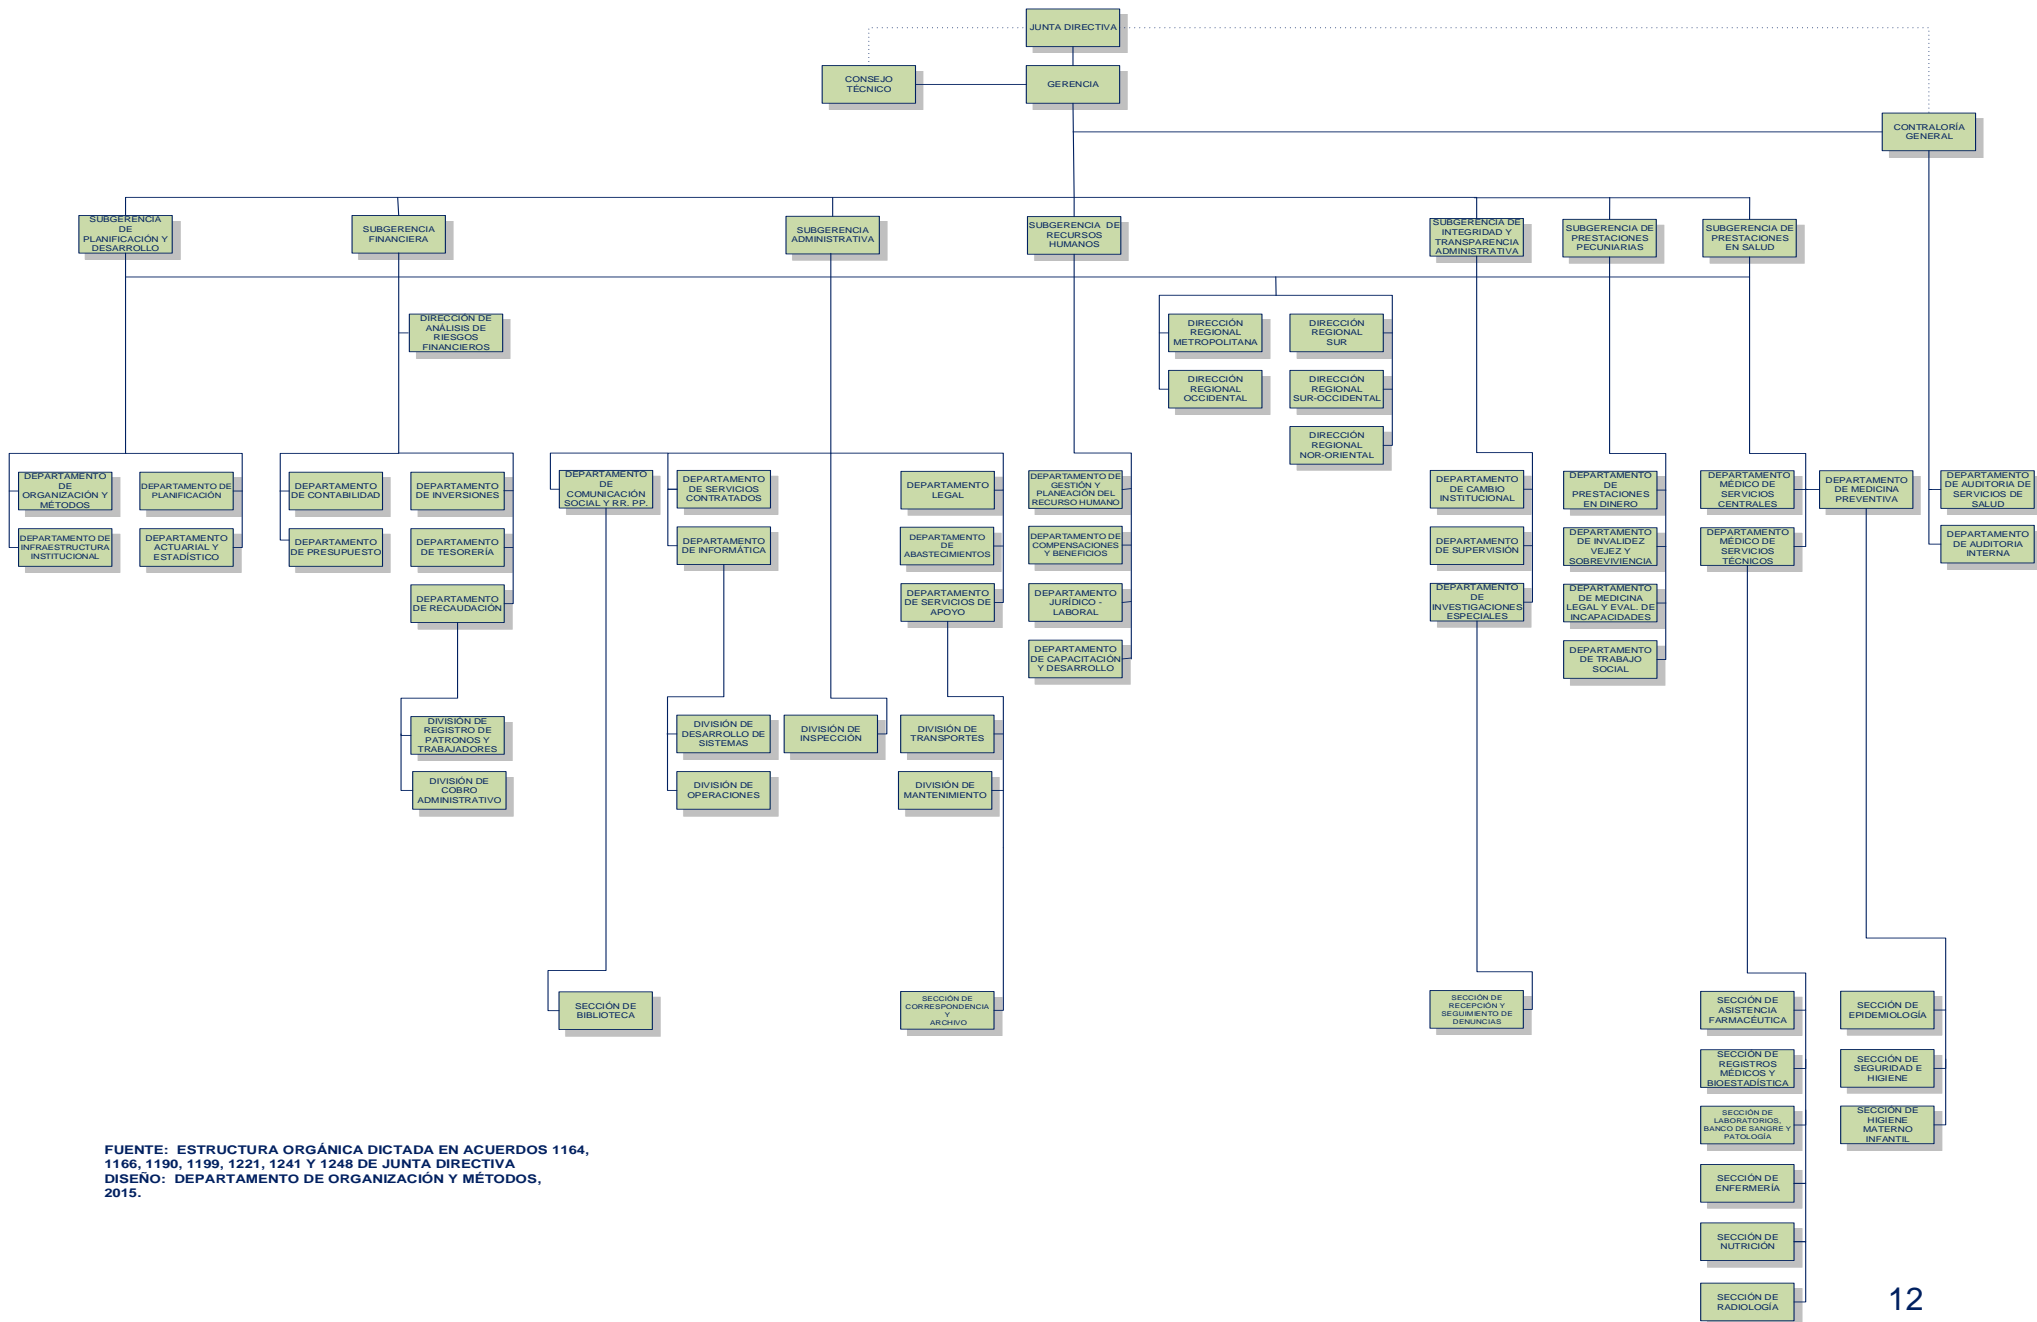 JUNTA DIRECTIVA
CONSEJO
TÉCNICO
GERENCIA
CONTRALORÍA
GENERAL
SUBGERENCIA
DE
PLANIFICACIÓN Y
DESARROLLO
SUBGERENCIA
FINANCIERA
SUBGERENCIA
ADMINISTRATIVA
SUBGERENCIA DE
RECURSOS
HUMANOS
SUBGERENCIA DE
INTEGRIDAD Y
TRANSPARENCIA
ADMINISTRATIVA
SUBGERENCIA DE
PRESTACIONES
PECUNIARIAS
SUBGERENCIA DE
PRESTACIONES
EN SALUD
DIRECCIÓN DE
ANÁLISIS DE
RIESGOS
FINANCIEROS
DIRECCIÓN
REGIONAL
METROPOLITANA
DIRECCIÓN
REGIONAL
SUR
DIRECCIÓN
REGIONAL
OCCIDENTAL
DIRECCIÓN
REGIONAL
SUR-OCCIDENTAL
DIRECCIÓN
REGIONAL
NOR-ORIENTAL
DEPARTAMENTO
DE
ORGANIZACIÓN Y
MÉTODOS
DEPARTAMENTO DE
PLANIFICACIÓN
DEPARTAMENTO
DE CONTABILIDAD
DEPARTAMENTO
DE INVERSIONES
DEPARTAMENTO
DE
COMUNICACIÓN
SOCIAL Y RR. PP.
DEPARTAMENTO
DE SERVICIOS
CONTRATADOS
DEPARTAMENTO
LEGAL
DEPARTAMENTO DE
GESTIÓN Y
PLANEACIÓN DEL
RECURSO HUMANO
DEPARTAMENTO
DE CAMBIO
INSTITUCIONAL
DEPARTAMENTO
DE
PRESTACIONES
EN DINERO
DEPARTAMENTO
MÉDICO DE
SERVICIOS
CENTRALES
DEPARTAMENTO
DE MEDICINA
PREVENTIVA
DEPARTAMENTO
DE AUDITORIA DE
SERVICIOS DE
SALUD
DEPARTAMENTO DE
INFRAESTRUCTURA
INSTITUCIONAL
DEPARTAMENTO
ACTUARIAL Y
ESTADÍSTICO
DEPARTAMENTO
DE PRESUPUESTO
DEPARTAMENTO
DE TESORERÍA
DEPARTAMENTO
DE INFORMÁTICA
DEPARTAMENTO
DE
ABASTECIMIENTOS
DEPARTAMENTO DE
COMPENSACIONES
Y BENEFICIOS
DEPARTAMENTO
DE SUPERVISIÓN
DEPARTAMENTO
DE INVALIDEZ
VEJEZ Y
SOBREVIVIENCIA
DEPARTAMENTO
MÉDICO DE
SERVICIOS
TÉCNICOS
DEPARTAMENTO
DE AUDITORIA
INTERNA
DEPARTAMENTO
DE RECAUDACIÓN
DEPARTAMENTO
DE SERVICIOS DE
APOYO
DEPARTAMENTO
JURÍDICO -
LABORAL
DEPARTAMENTO
DE
INVESTIGACIONES
ESPECIALES
DEPARTAMENTO
DE MEDICINA
LEGAL Y EVAL. DE
INCAPACIDADES
DEPARTAMENTO
DE CAPACITACIÓN
Y DESARROLLO
DEPARTAMENTO
DE TRABAJO
SOCIAL
DIVISIÓN DE
REGISTRO DE
PATRONOS Y
TRABAJADORES
DIVISIÓN DE
DESARROLLO DE
SISTEMAS
DIVISIÓN DE
INSPECCIÓN
DIVISIÓN DE
TRANSPORTES
DIVISIÓN DE
COBRO
ADMINISTRATIVO
DIVISIÓN DE
OPERACIONES
DIVISIÓN DE
MANTENIMIENTO
SECCIÓN DE
BIBLIOTECA
SECCIÓN DE
CORRESPONDENCIA
Y
ARCHIVO
SECCIÓN DE
RECEPCIÓN Y
SEGUIMIENTO DE
DENUNCIAS
SECCIÓN DE
ASISTENCIA
FARMACÉUTICA
SECCIÓN DE
EPIDEMIOLOGÍA
SECCIÓN DE
REGISTROS
MÉDICOS Y
BIOESTADÍSTICA
SECCIÓN DE
SEGURIDAD E
HIGIENE
SECCIÓN DE
LABORATORIOS,
BANCO DE SANGRE Y
PATOLOGÍA
SECCIÓN DE
HIGIENE
MATERNO
INFANTIL
SECCIÓN DE
ENFERMERÍA
SECCIÓN DE
NUTRICIÓN
SECCIÓN DE
RADIOLOGÍA
FUENTE: ESTRUCTURA ORGÁNICA DICTADA EN ACUERDOS 1164,
1166, 1190, 1199, 1221, 1241 Y 1248 DE JUNTA DIRECTIVA
DISEÑO: DEPARTAMENTO DE ORGANIZACIÓN Y MÉTODOS,
2015.
12